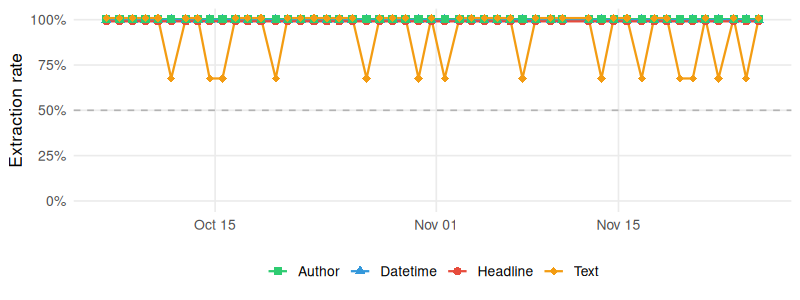 100%
75%
50%
25%
0%
Extraction rate
Oct 15 Nov 01 Nov 15
Author Datetime Headline Text